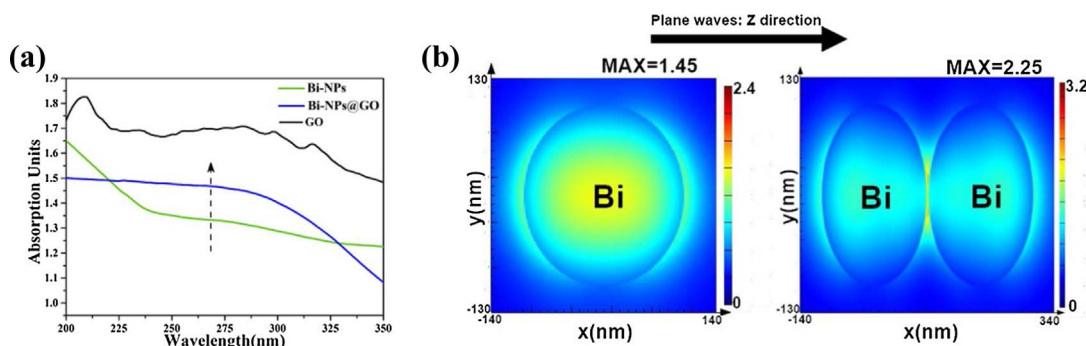 (a)
Absorption Units
1.9
1.8
1.7
1.6
1.5
1.4
1.3
1.2
1.1
1.0
Bi-NPs
Bi-NPs@GO
GO
200 225 250 275 300 325 350
Wavelength(nm)
(b)
Plane waves: Z direction
MAX=1.45
130
y(nm)
-130
Bi
2.4
0
-140 140
x(nm)
MAX=2.25
130
y(nm)
-130
Bi Bi
3.2
0
-140 340
x(nm)